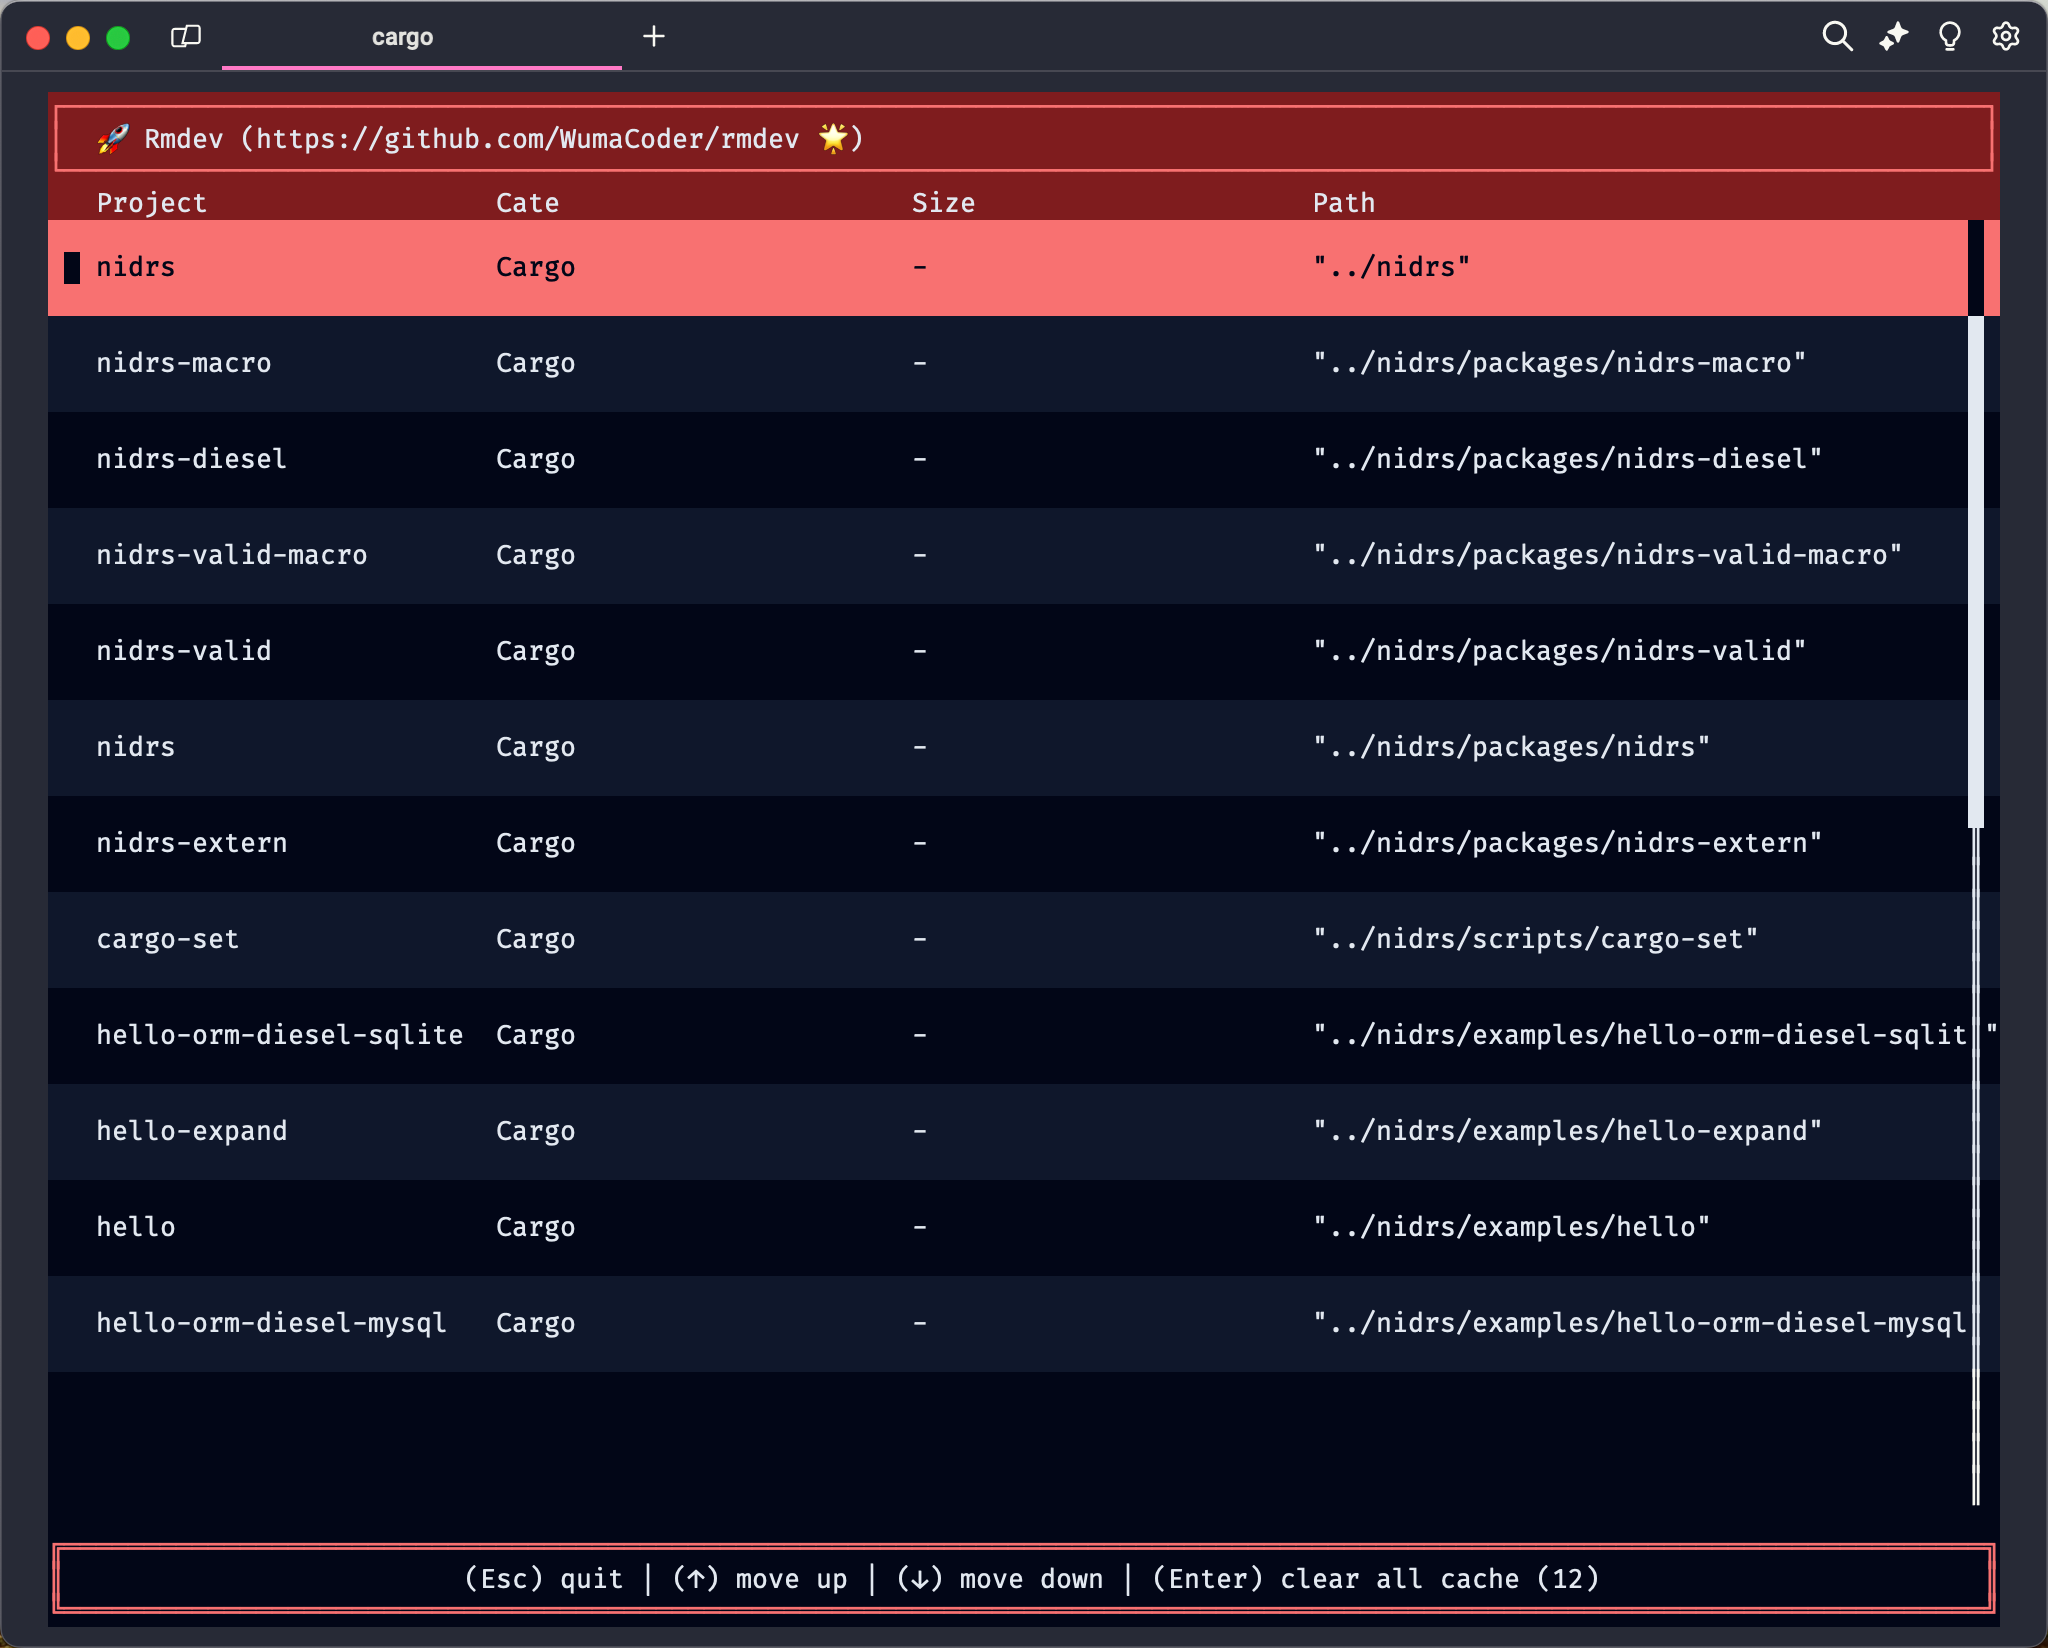 cargo
🚀 Rmdev (https://github.com/WumaCoder/rmdev 🌟)
Project Cate Size Path
nidrs Cargo - "../nidrs"
nidrs-macro Cargo - "../nidrs/packages/nidrs-macro"
nidrs-diesel Cargo - "../nidrs/packages/nidrs-diesel"
nidrs-valid-macro Cargo - "../nidrs/packages/nidrs-valid-macro"
nidrs-valid Cargo - "../nidrs/packages/nidrs-valid"
nidrs Cargo - "../nidrs/packages/nidrs"
nidrs-extern Cargo - "../nidrs/packages/nidrs-extern"
cargo-set Cargo - "../nidrs/scripts/cargo-set"
hello-orm-diesel-sqlite Cargo - "../nidrs/examples/hello-orm-diesel-sqlit "
hello-expand Cargo - "../nidrs/examples/hello-expand"
hello Cargo - "../nidrs/examples/hello"
hello-orm-diesel-mysql Cargo - "../nidrs/examples/hello-orm-diesel-mysql
(Esc) quit | (↑) move up | (↓) move down | (Enter) clear all cache (12)